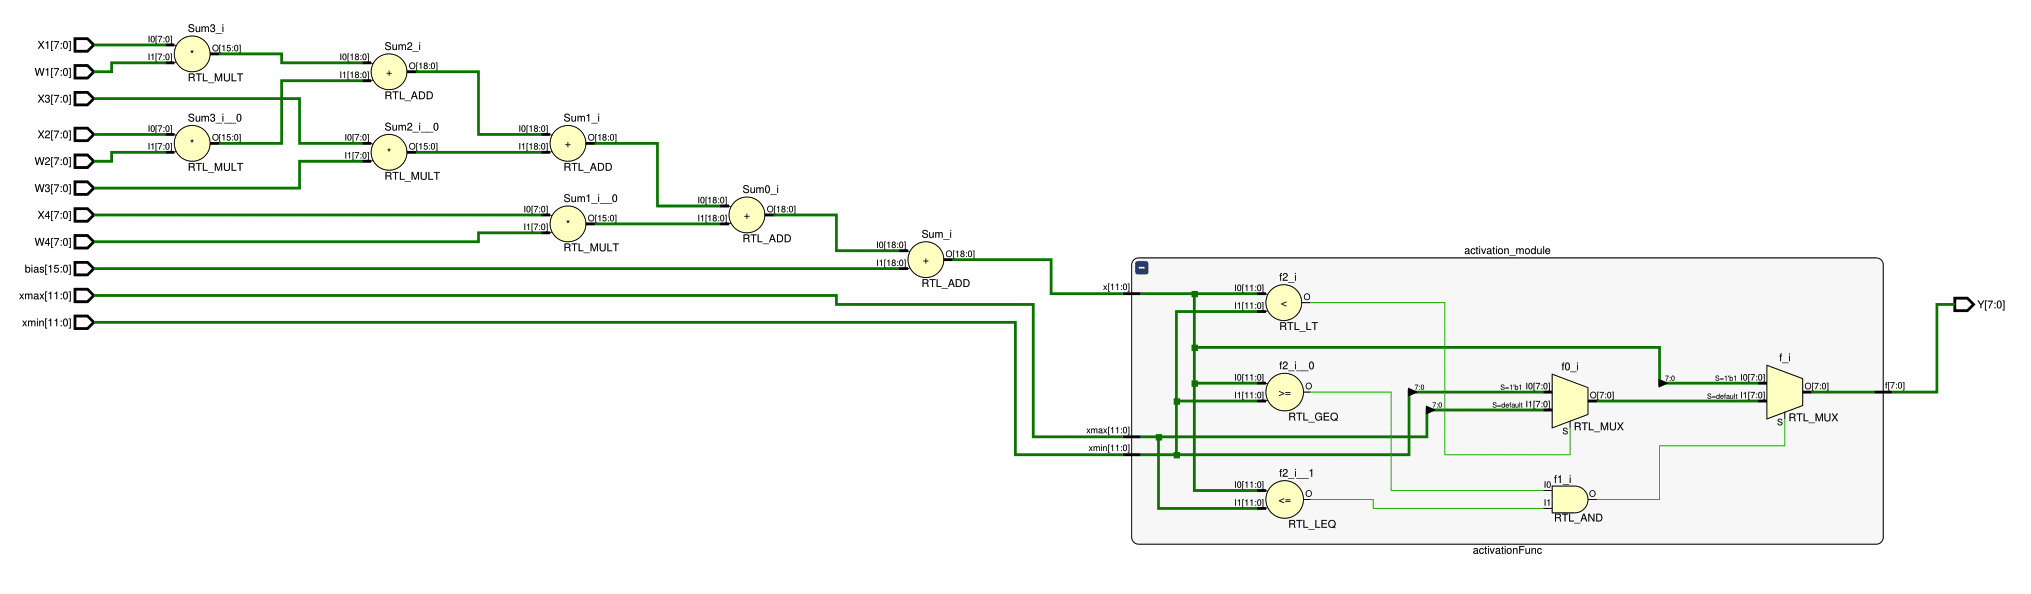 X1[7:0]
W1[7:0]
X3[7:0]
X2[7:0]
W2[7:0]
W3[7:0]
X4[7:0]
W4[7:0]
bias[15:0]
xmax[11:0]
xmin[11:0]
Sum3_i
I0[7:0]
I1[7:0]
*
O[15:0]
RTL_MULT
Sum3_i__0
I0[7:0]
I1[7:0]
*
O[15:0]
RTL_MULT
Sum2_i
I0[18:0]
I1[18:0]
+
O[18:0]
RTL_ADD
Sum2_i__0
I0[7:0]
I1[7:0]
*
O[15:0]
RTL_MULT
Sum1_i
I0[18:0]
I1[18:0]
+
O[18:0]
RTL_ADD
Sum1_i__0
I0[7:0]
I1[7:0]
*
O[15:0]
RTL_MULT
Sum0_i
I0[18:0]
I1[18:0]
+
O[18:0]
RTL_ADD
Sum_i
I0[18:0]
I1[18:0]
+
O[18:0]
RTL_ADD
activation_module
x[11:0]
xmax[11:0]
xmin[11:0]
f2_i
I0[11:0]
I1[11:0]
<
O
RTL_LT
f2_i__0
I0[11:0]
I1[11:0]
>=
O
RTL_GEQ
f2_i__1
I0[11:0]
I1[11:0]
<=
O
RTL_LEQ
7:0
7:0
f0_i
S=1'b1 I0[7:0]
S=default I1[7:0]
S
O[7:0]
RTL_MUX
f1_i
I0
I1
O
RTL_AND
7:0
f_i
S=1'b1 I0[7:0]
S=default I1[7:0]
S
O[7:0]
RTL_MUX
f[7:0]
activationFunc
Y[7:0]